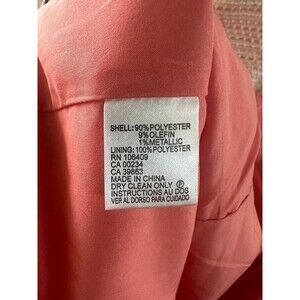 SHELL:90%POLYESTER
9%OLEFIN
1%METALLIC
LINING:100%POLYESTER
RN 106409
CA 00234
CA 39863
MADE IN CHINA
DRY CLEAN ONLY Ⓟ
INSTRUCTIONS AU DOS
VER AL DORSO PARA CUIDADO